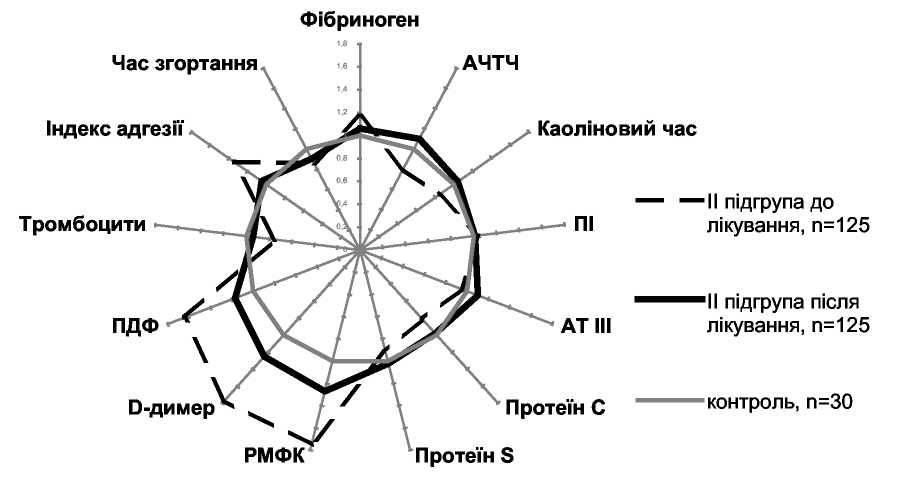 Фібриноген
АЧТЧ
Каоліновий час
ПІ
АТ III
Протеїн С
Протеїн S
РМФК
D-димер
ПДФ
Тромбоцити
Індекс адгезії
Час згортання
1,8
1,6
1,4
1,2
1
0,8
0,6
0,4
0,2
0
II підгрупа до
лікування, n=125
II підгрупа після
лікування, n=125
контроль, n=30